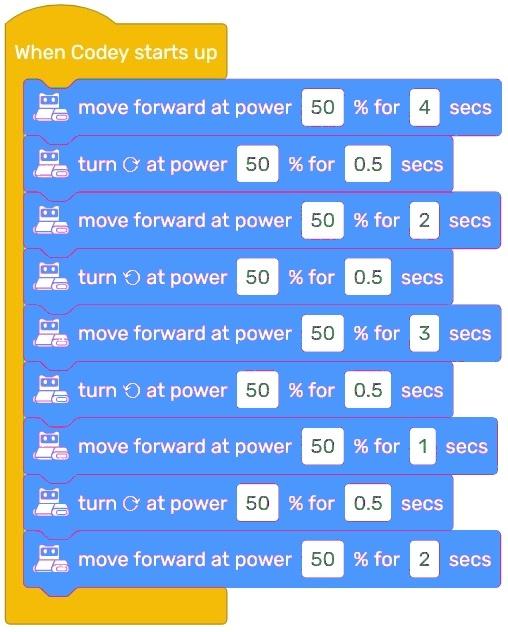 When Codey starts up
move forward at power 50 % for 4 secs
turn ↻ at power 50 % for 0.5 secs
move forward at power 50 % for 2 secs
turn ↺ at power 50 % for 0.5 secs
move forward at power 50 % for 3 secs
turn ↺ at power 50 % for 0.5 secs
move forward at power 50 % for 1 secs
turn ↻ at power 50 % for 0.5 secs
move forward at power 50 % for 2 secs